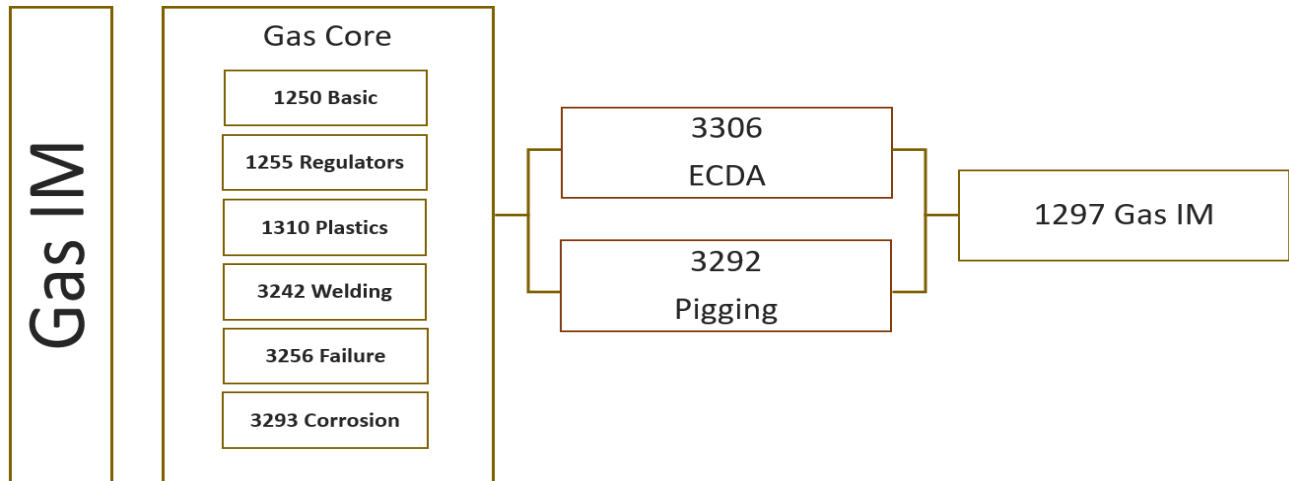 Gas IM
Gas Core
1250 Basic
1255 Regulators
1310 Plastics
3242 Welding
3256 Failure
3293 Corrosion
3306
ECDA
3292
Pigging
1297 Gas IM